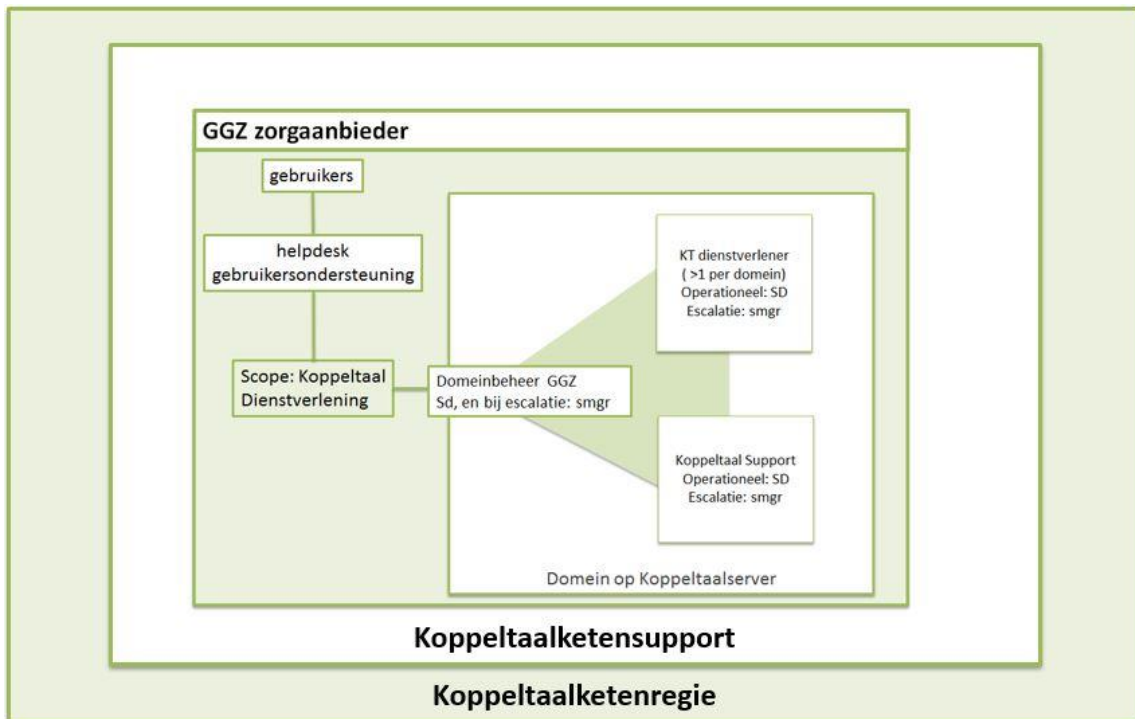 GGZ zorgaanbieder
gebruikers
helpdesk
gebruikersondersteuning
Scope: Koppeltaal
Dienstverlening
Domeinbeheer GGZ
Sd, en bij escalatie: smgr
KT dienstverlener
( >1 per domein)
Operationeel: SD
Escalatie: smgr
Koppeltaal Support
Operationeel: SD
Escalatie: smgr
Domein op Koppeltaalserver
Koppeltaalketensupport
Koppeltaalketenregie